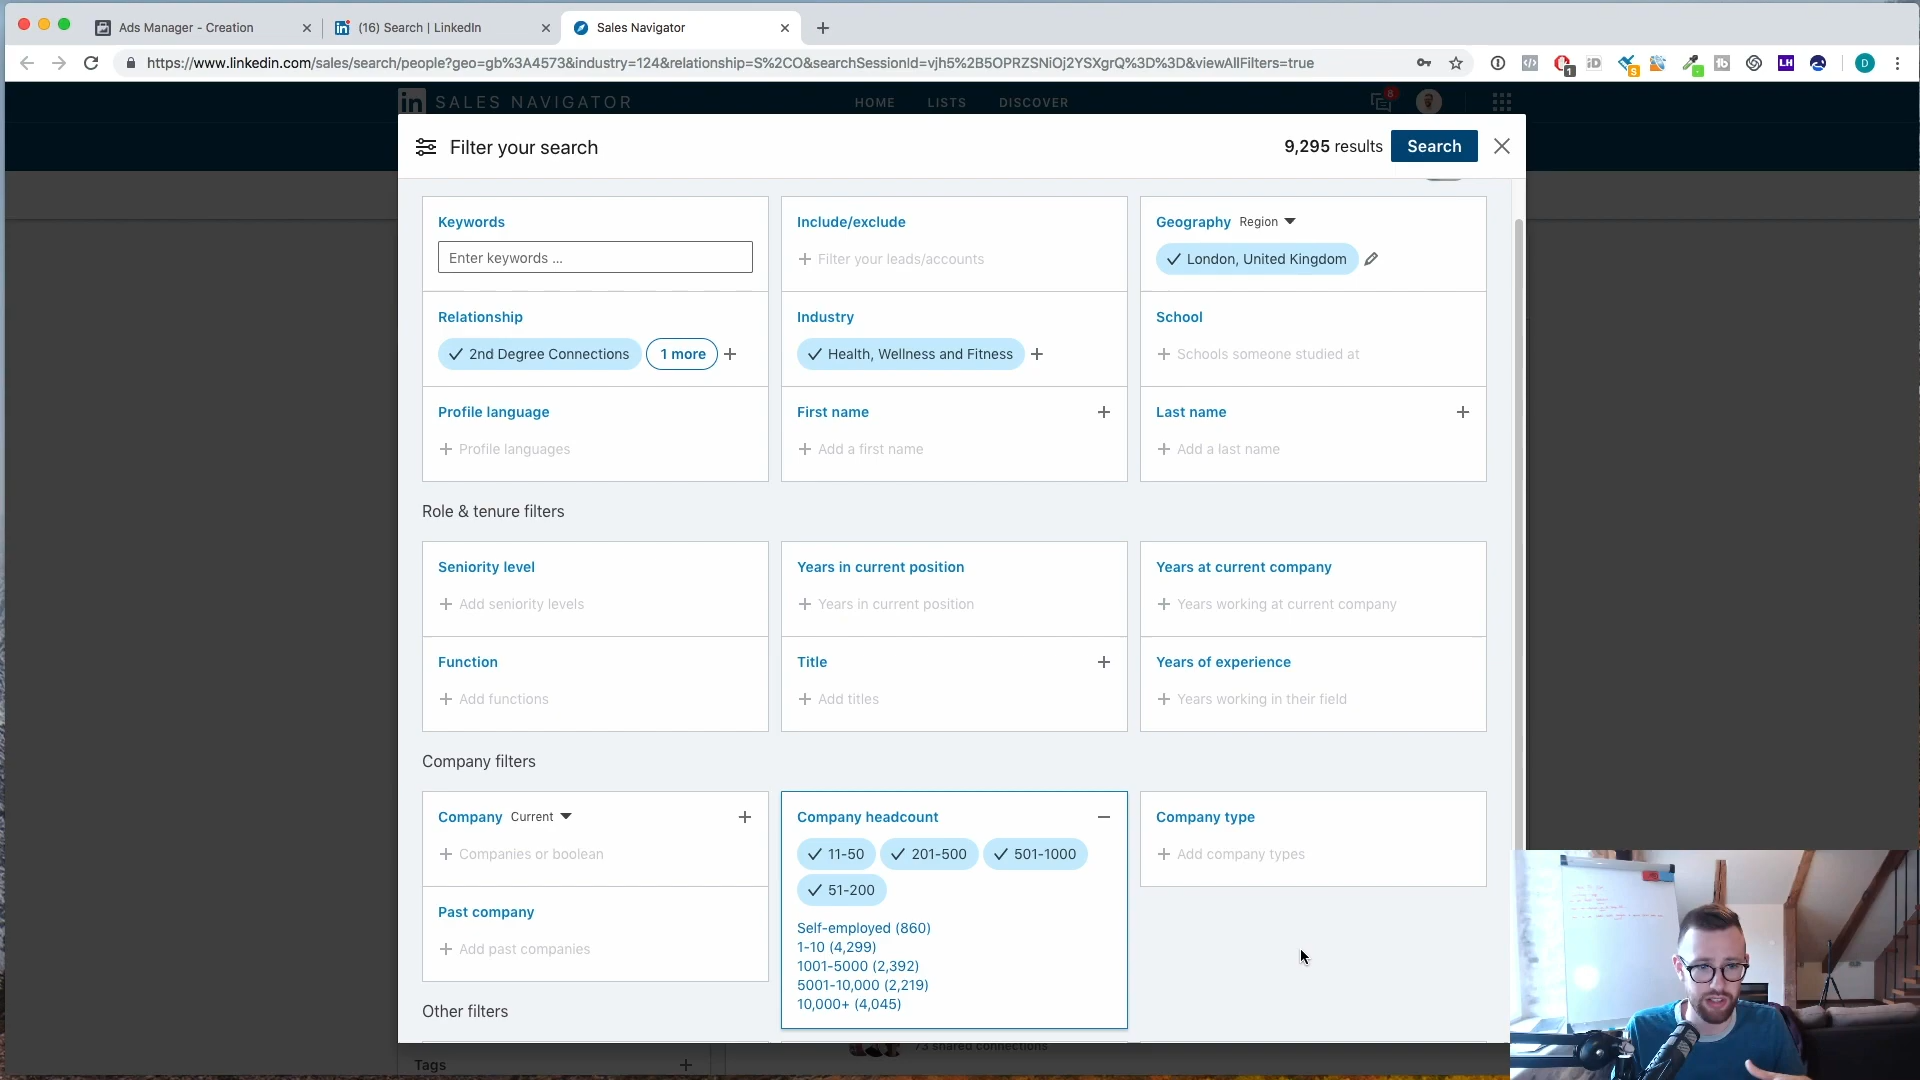 Ads Manager - Creation
(16) Search | LinkedIn
Sales Navigator
https://www.linkedin.com/sales/search/people?geo=gb%3A4573&industry=124&relationship=S%2CO&searchSessionId=vjh5%2B5OPRZSNiOj2YSXgrQ%3D%3D&viewAllFilters=true
in SALES NAVIGATOR
HOME
LISTS
DISCOVER
8
Filter your search
9,295 results
Search
Keywords
Enter keywords ...
Include/exclude
Filter your leads/accounts
Geography Region
London, United Kingdom
Relationship
2nd Degree Connections
1 more
Industry
Health, Wellness and Fitness
School
Schools someone studied at
Profile language
Profile languages
First name
Add a first name
Last name
Add a last name
Role & tenure filters
Seniority level
Add seniority levels
Years in current position
Years in current position
Years at current company
Years working at current company
Function
Add functions
Title
Add titles
Years of experience
Years working in their field
Company filters
Company Current
Companies or boolean
Company headcount
11-50
201-500
501-1000
51-200
Self-employed (860)
1-10 (4,299)
1001-5000 (2,392)
5001-10,000 (2,219)
10,000+ (4,045)
Company type
Add company types
Past company
Add past companies
Other filters
Tags
73 shared connections